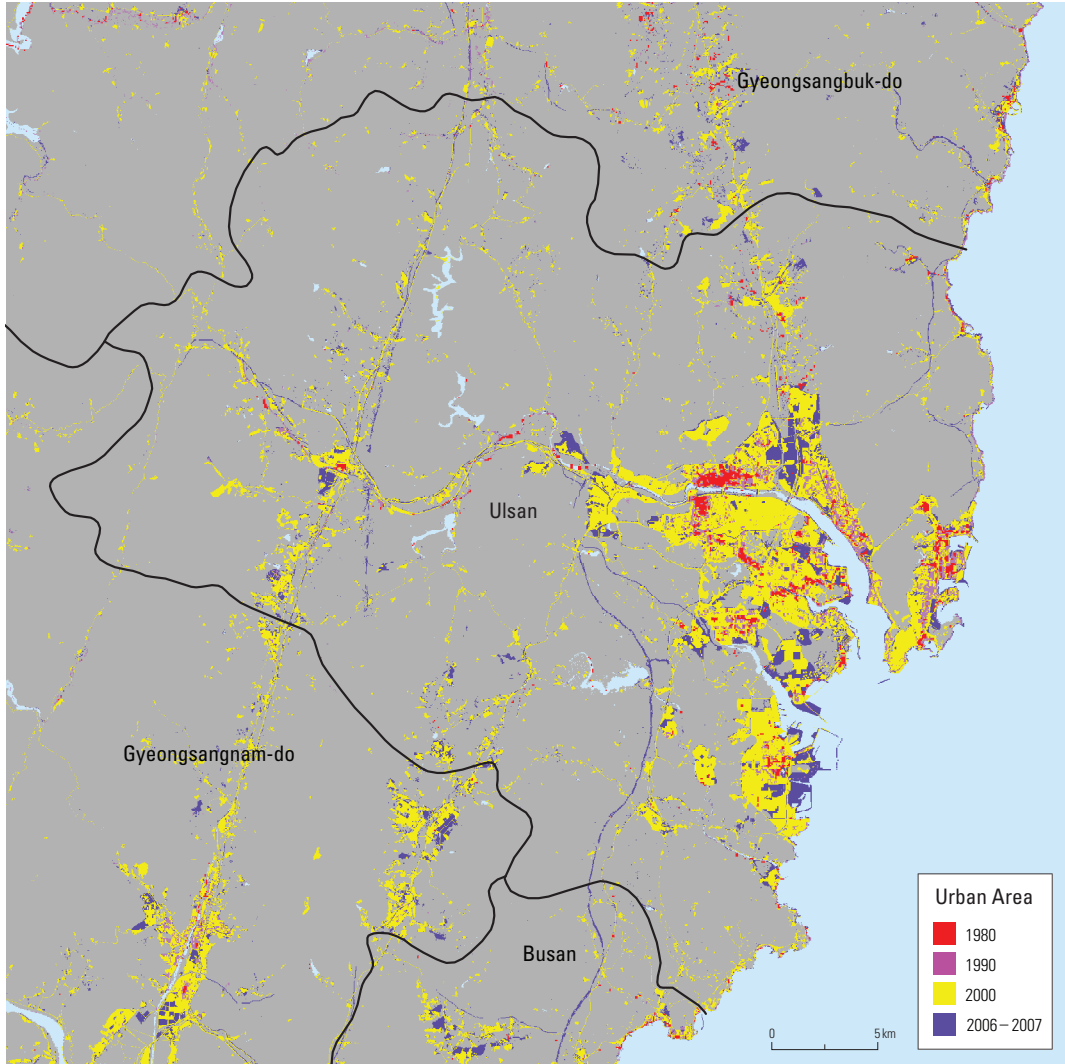 Gyeongsangbuk-do
Ulsan
Gyeongsangnam-do
Busan
Urban Area
1980
1990
2000
2006–2007
0 5 km